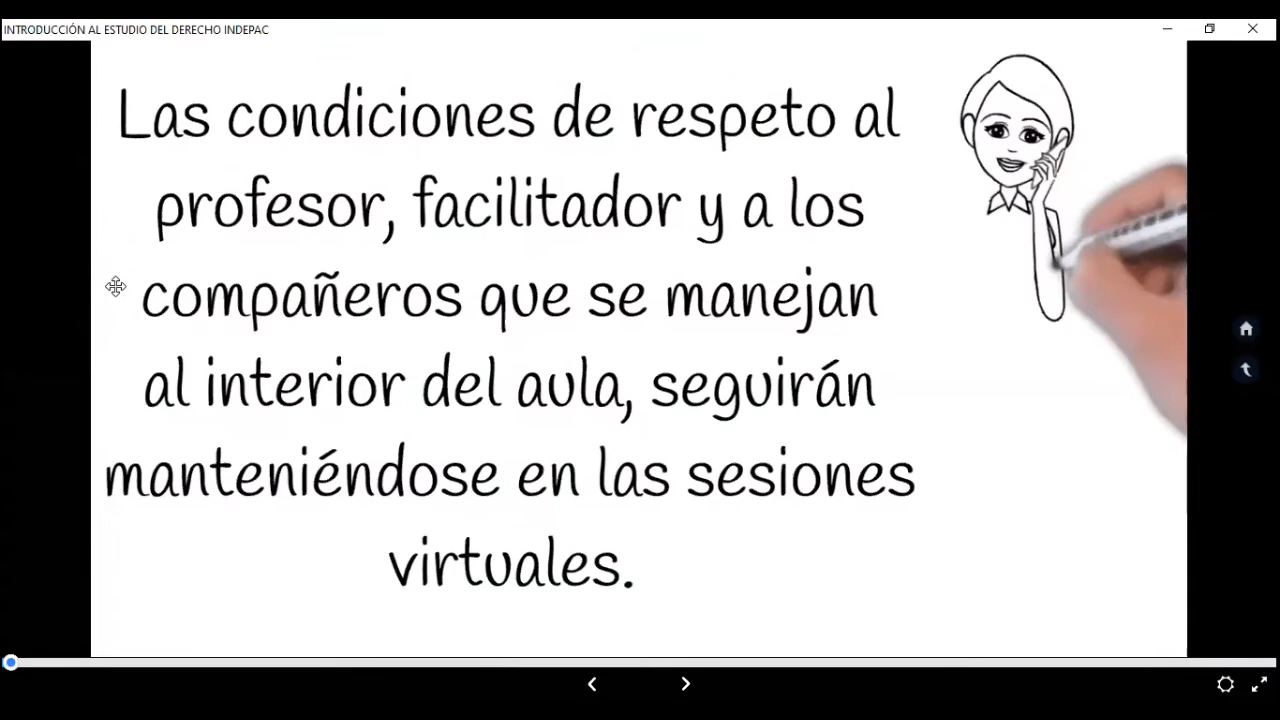 INTRODUCCIÓN AL ESTUDIO DEL DERECHO INDEPAC
Las condiciones de respeto al
profesor, facilitador y a los
compañeros que se manejan
al interior del aula, seguirán
manteniéndose en las sesiones
virtuales.